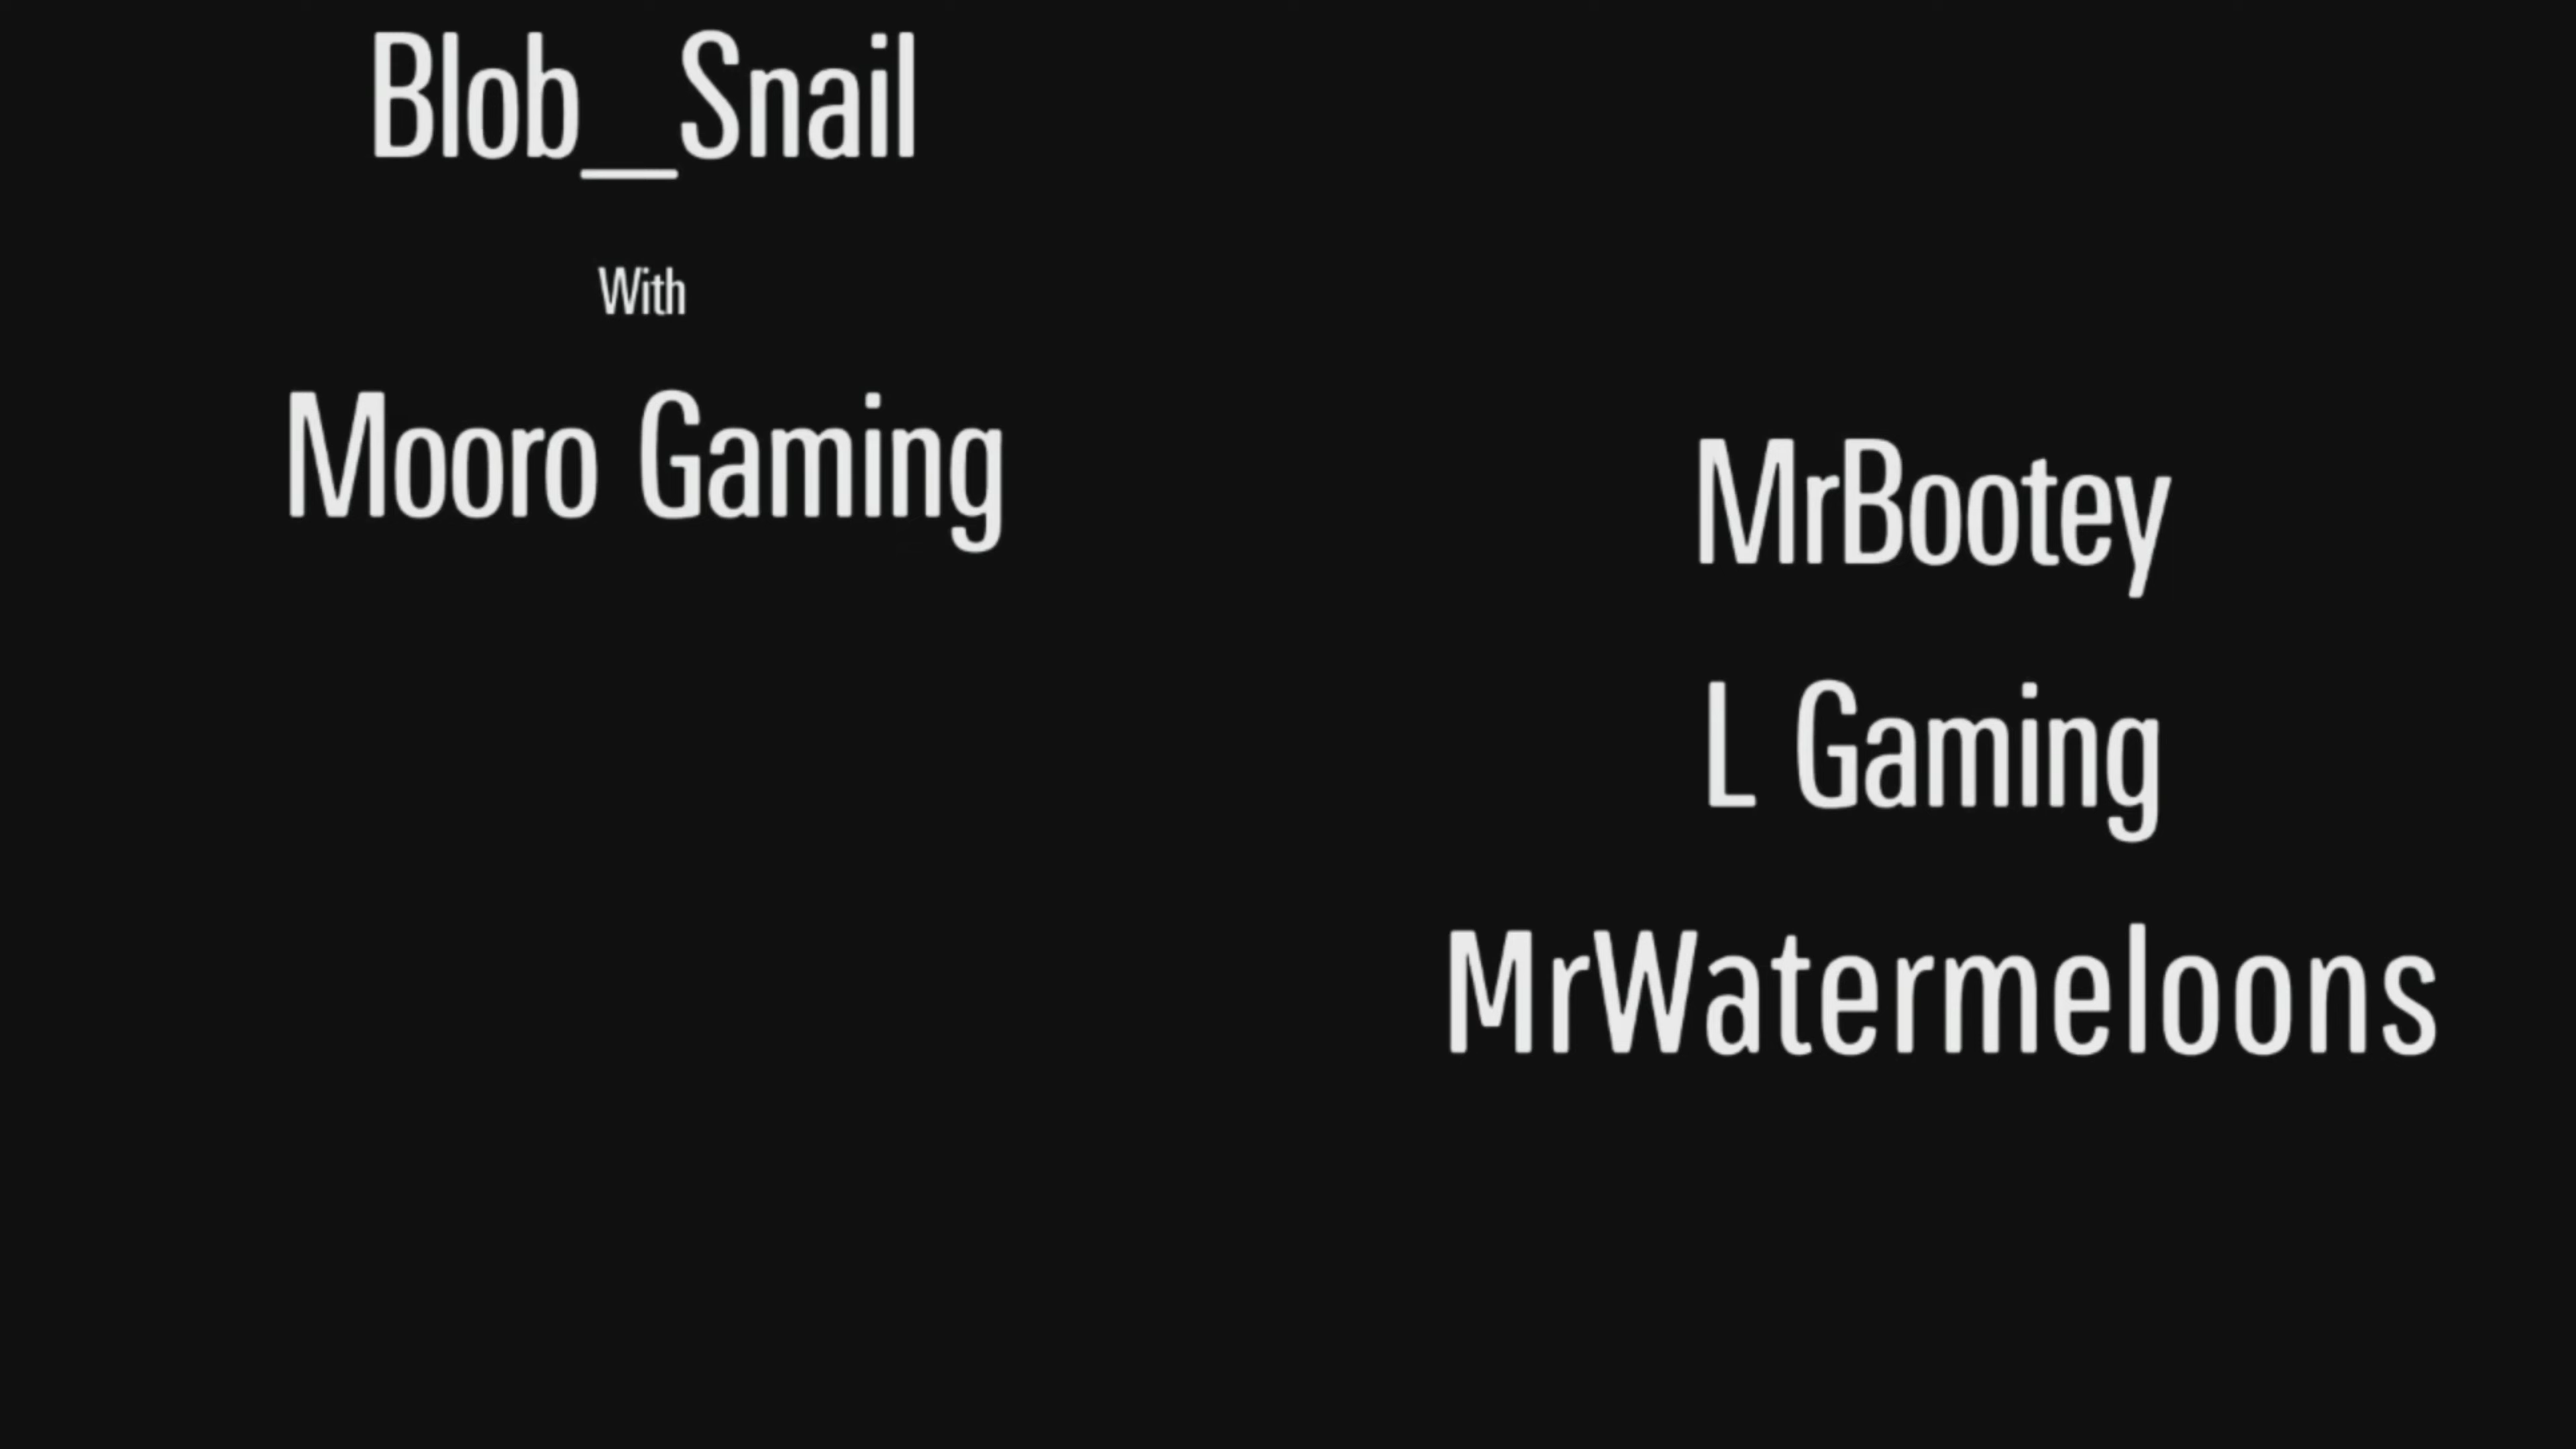 Blob_Snail
With
Mooro Gaming
MrBootey
L Gaming
MrWatermeloons